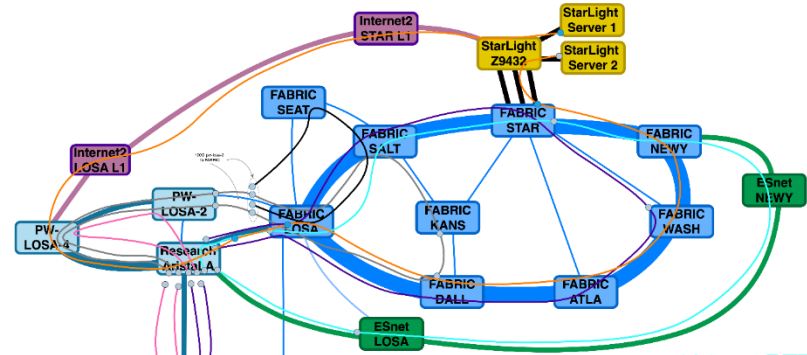 StarLight
Server 1
Internet2
STAR L1
StarLight
Z9432
StarLight
Server 2
FABRIC
SEAT
FABRIC
STAR
FABRIC
SALT
FABRIC
NEWY
Internet2
LOSA L1
ESnet
NEWY
PW-
LOSA-2
FABRIC
LOSA
FABRIC
KANS
FABRIC
WASH
PW-
LOSA-4
Research
FABRIC
DALL
FABRIC
ATLA
ESnet
LOSA